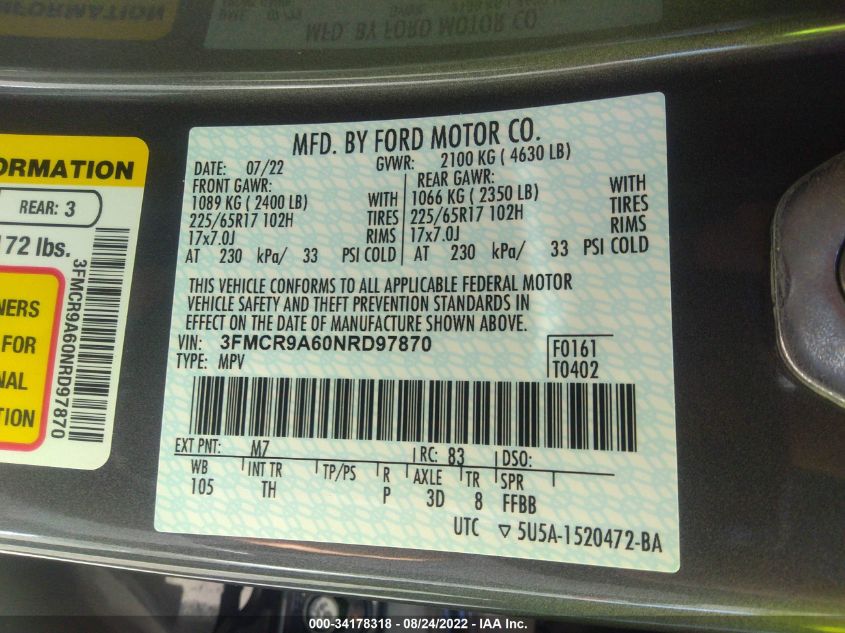 MFD. BY FORD MOTOR CO.
ORMATION
REAR: 3
172 lbs.
3FMCR9A60NRD97870
NERS
FOR
NAL
TION
MFD. BY FORD MOTOR CO.
DATE: 07/22 GVWR: 2100 KG ( 4630 LB)
FRONT GAWR: REAR GAWR:
1089 KG ( 2400 LB) WITH 1066 KG ( 2350 LB) WITH
225/65R17 102H TIRES 225/65R17 102H TIRES
17x7.0J RIMS 17x7.0J RIMS
AT 230 kPa/ 33 PSI COLD AT 230 kPa/ 33 PSI COLD
THIS VEHICLE CONFORMS TO ALL APPLICABLE FEDERAL MOTOR
VEHICLE SAFETY AND THEFT PREVENTION STANDARDS IN
EFFECT ON THE DATE OF MANUFACTURE SHOWN ABOVE.
VIN: 3FMCR9A60NRD97870 F0161
TYPE: MPV T0402
EXT PNT: M7 RC: 83 DSO:
WB INT TR TP/PS R AXLE TR SPR
105 TH P 3D 8 FFBB
UTC ▽ 5U5A-1520472-BA
000-34178318 - 08/24/2022 - IAA Inc.